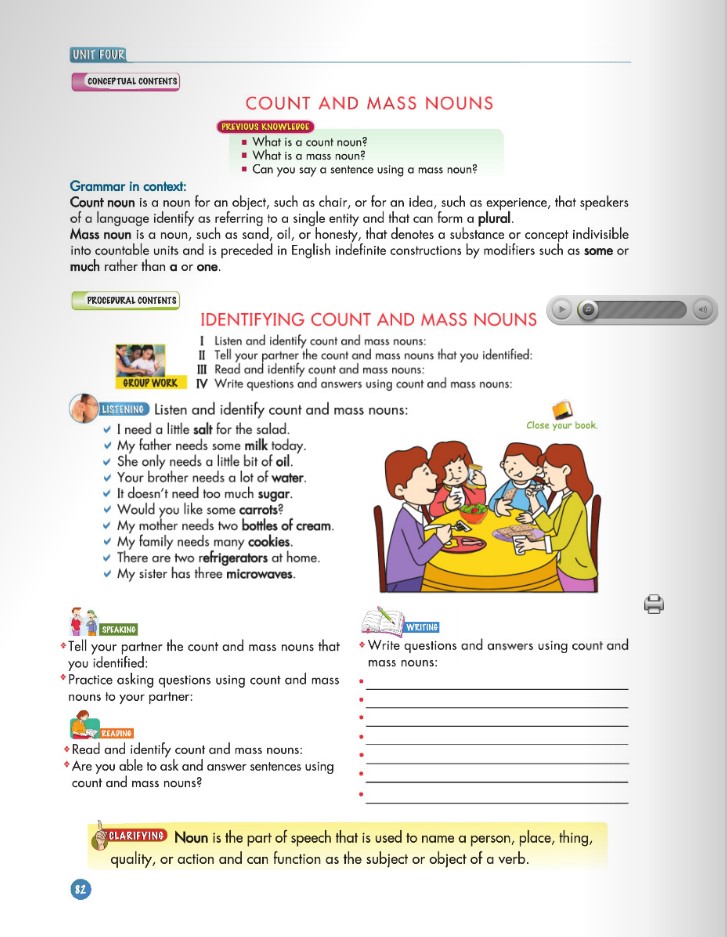 UNIT FOUR
CONCEPTUAL CONTENTS
COUNT AND MASS NOUNS
PREVIOUS KNOWLEDGE
What is a count noun?
What is a mass noun?
Can you say a sentence using a mass noun?
Grammar in context:
Count noun is a noun for an object, such as chair, or for an idea, such as experience, that speakers
of a language identify as referring to a single entity and that can form a plural.
Mass noun is a noun, such as sand, oil, or honesty, that denotes a substance or concept indivisible
into countable units and is preceded in English indefinite constructions by modifiers such as some or
much rather than a or one.
PROCEDURAL CONTENTS
IDENTIFYING COUNT AND MASS NOUNS
I Listen and identify count and mass nouns:
II Tell your partner the count and mass nouns that you identified:
III Read and identify count and mass nouns:
IV Write questions and answers using count and mass nouns:
GROUP WORK
LISTENING Listen and identify count and mass nouns:
Close your book.
I need a little salt for the salad.
My father needs some milk today.
She only needs a little bit of oil.
Your brother needs a lot of water.
It doesn't need too much sugar.
Would you like some carrots?
My mother needs two bottles of cream.
My family needs many cookies.
There are two refrigerators at home.
My sister has three microwaves.
SPEAKING
Tell your partner the count and mass nouns that
you identified:
Practice asking questions using count and mass
nouns to your partner:
READING
Read and identify count and mass nouns:
Are you able to ask and answer sentences using
count and mass nouns?
WRITING
Write questions and answers using count and
mass nouns:
CLARIFYING Noun is the part of speech that is used to name a person, place, thing,
quality, or action and can function as the subject or object of a verb.
82